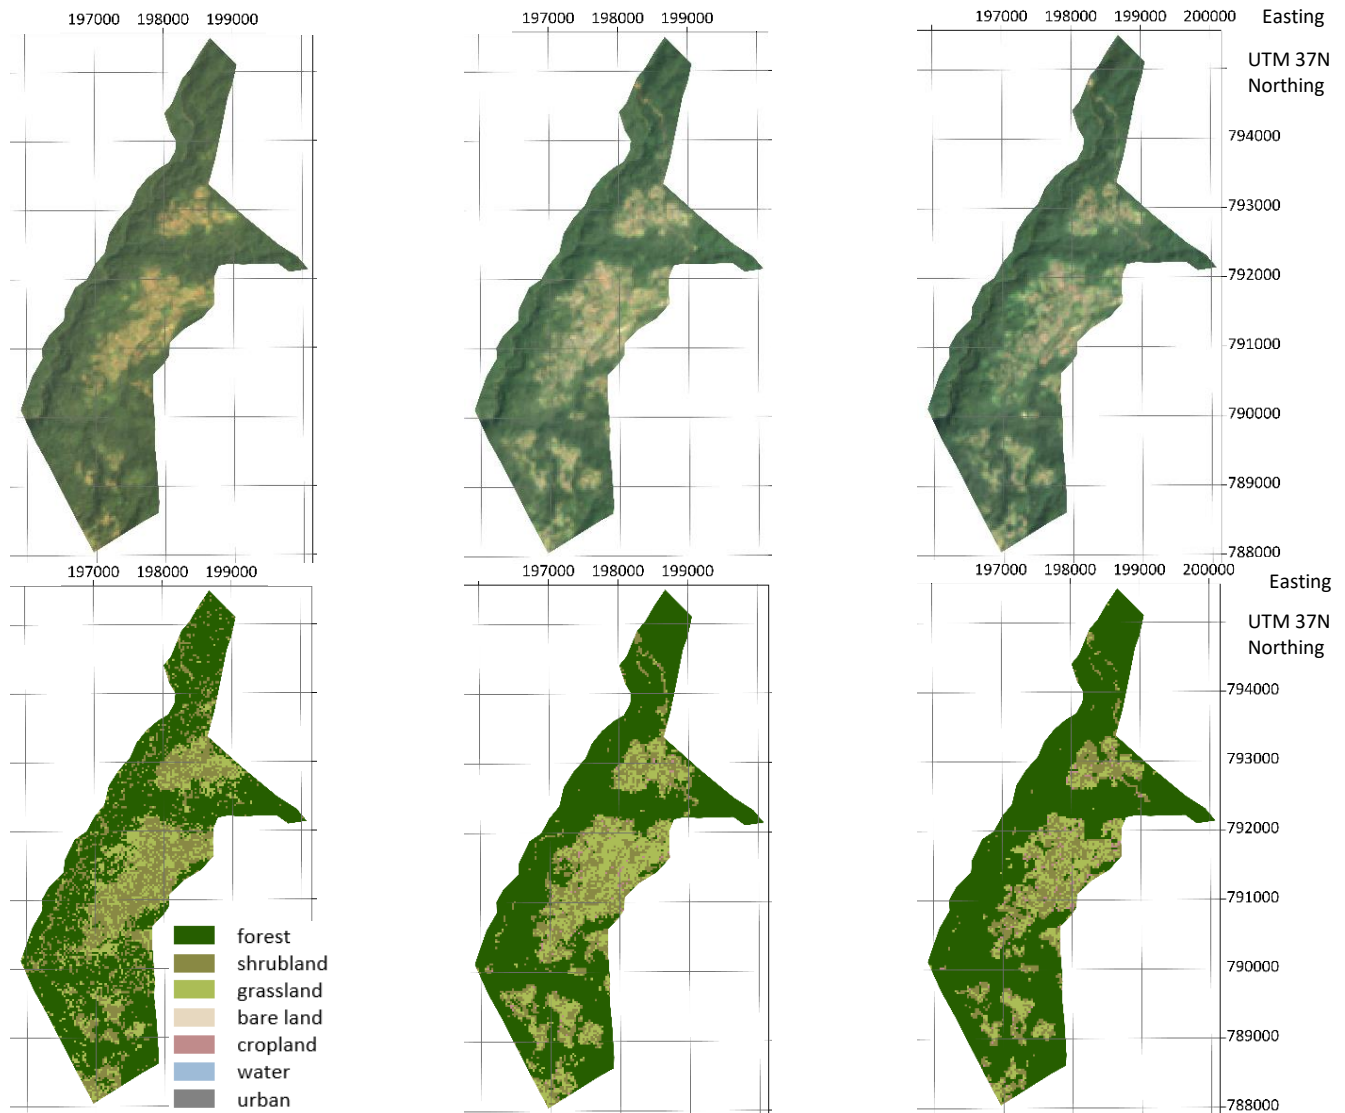 197000 198000 199000
197000 198000 199000
197000 198000 199000 200000 Easting
UTM 37N
Northing
794000
793000
792000
791000
790000
789000
788000
197000 198000 199000
197000 198000 199000
197000 198000 199000 200000
Easting
UTM 37N
Northing
794000
793000
792000
791000
790000
789000
788000
forest
shrubland
grassland
bare land
cropland
water
urban